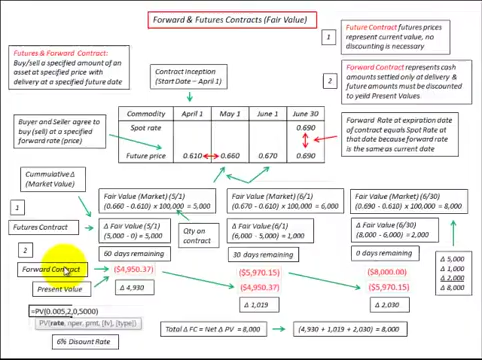 Forward & Futures Contracts (Fair Value)
1
Future Contract futures prices
represent current value, no
discounting is necessary
Futures & Forward Contract:
Buy/sell a specified amount of an
asset at specified price with
delivery at a specified future date
Contract Inception
(Start Date – April 1)
2
Forward Contract represents cash
amounts settled only at delivery &
future amounts must be discounted
to yeild Present Values
Commodity April 1 May 1 June 1 June 30
Spot rate 0.690
Future price 0.610 0.660 0.670 0.690
Buyer and Seller agree to
buy (sell) at a specified
forward rate (price)
Forward Rate at expiration date
of contract equals Spot Rate at
that date because forward rate
is the same as current date
Cummulative Δ
(Market Value)
1
Futures Contract
Fair Value (Market) (5/1)
(0.660 - 0.610) x 100,000 = 5,000
Fair Value (Market) (6/1)
(0.670 - 0.610) x 100,000 = 6,000
Fair Value (Market) (6/30)
(0.690 - 0.610) x 100,000 = 8,000
Δ Fair Value (5/1)
(5,000 - 0) = 5,000
Qty on
contract
Δ Fair Value (6/1)
(6,000 - 5,000) = 1,000
Δ Fair Value (6/30)
(8,000 - 6,000) = 2,000
2
60 days remaining
30 days remaining
0 days remaining
Forward Contract
($4,950.37)
($5,970.15)
($8,000.00)
Present Value
($4,950.37)
($5,970.15)
Δ 4,930
Δ 1,019
Δ 2,030
Δ 5,000
Δ 1,000
Δ 2,000
Δ 8,000
=PV(0.005,2,0,5000)
PV(rate, nper, pmt, [fv], [type])
6% Disount Rate
Total Δ FC = Net Δ PV = 8,000
(4,930 + 1,019 + 2,030) = 8,000